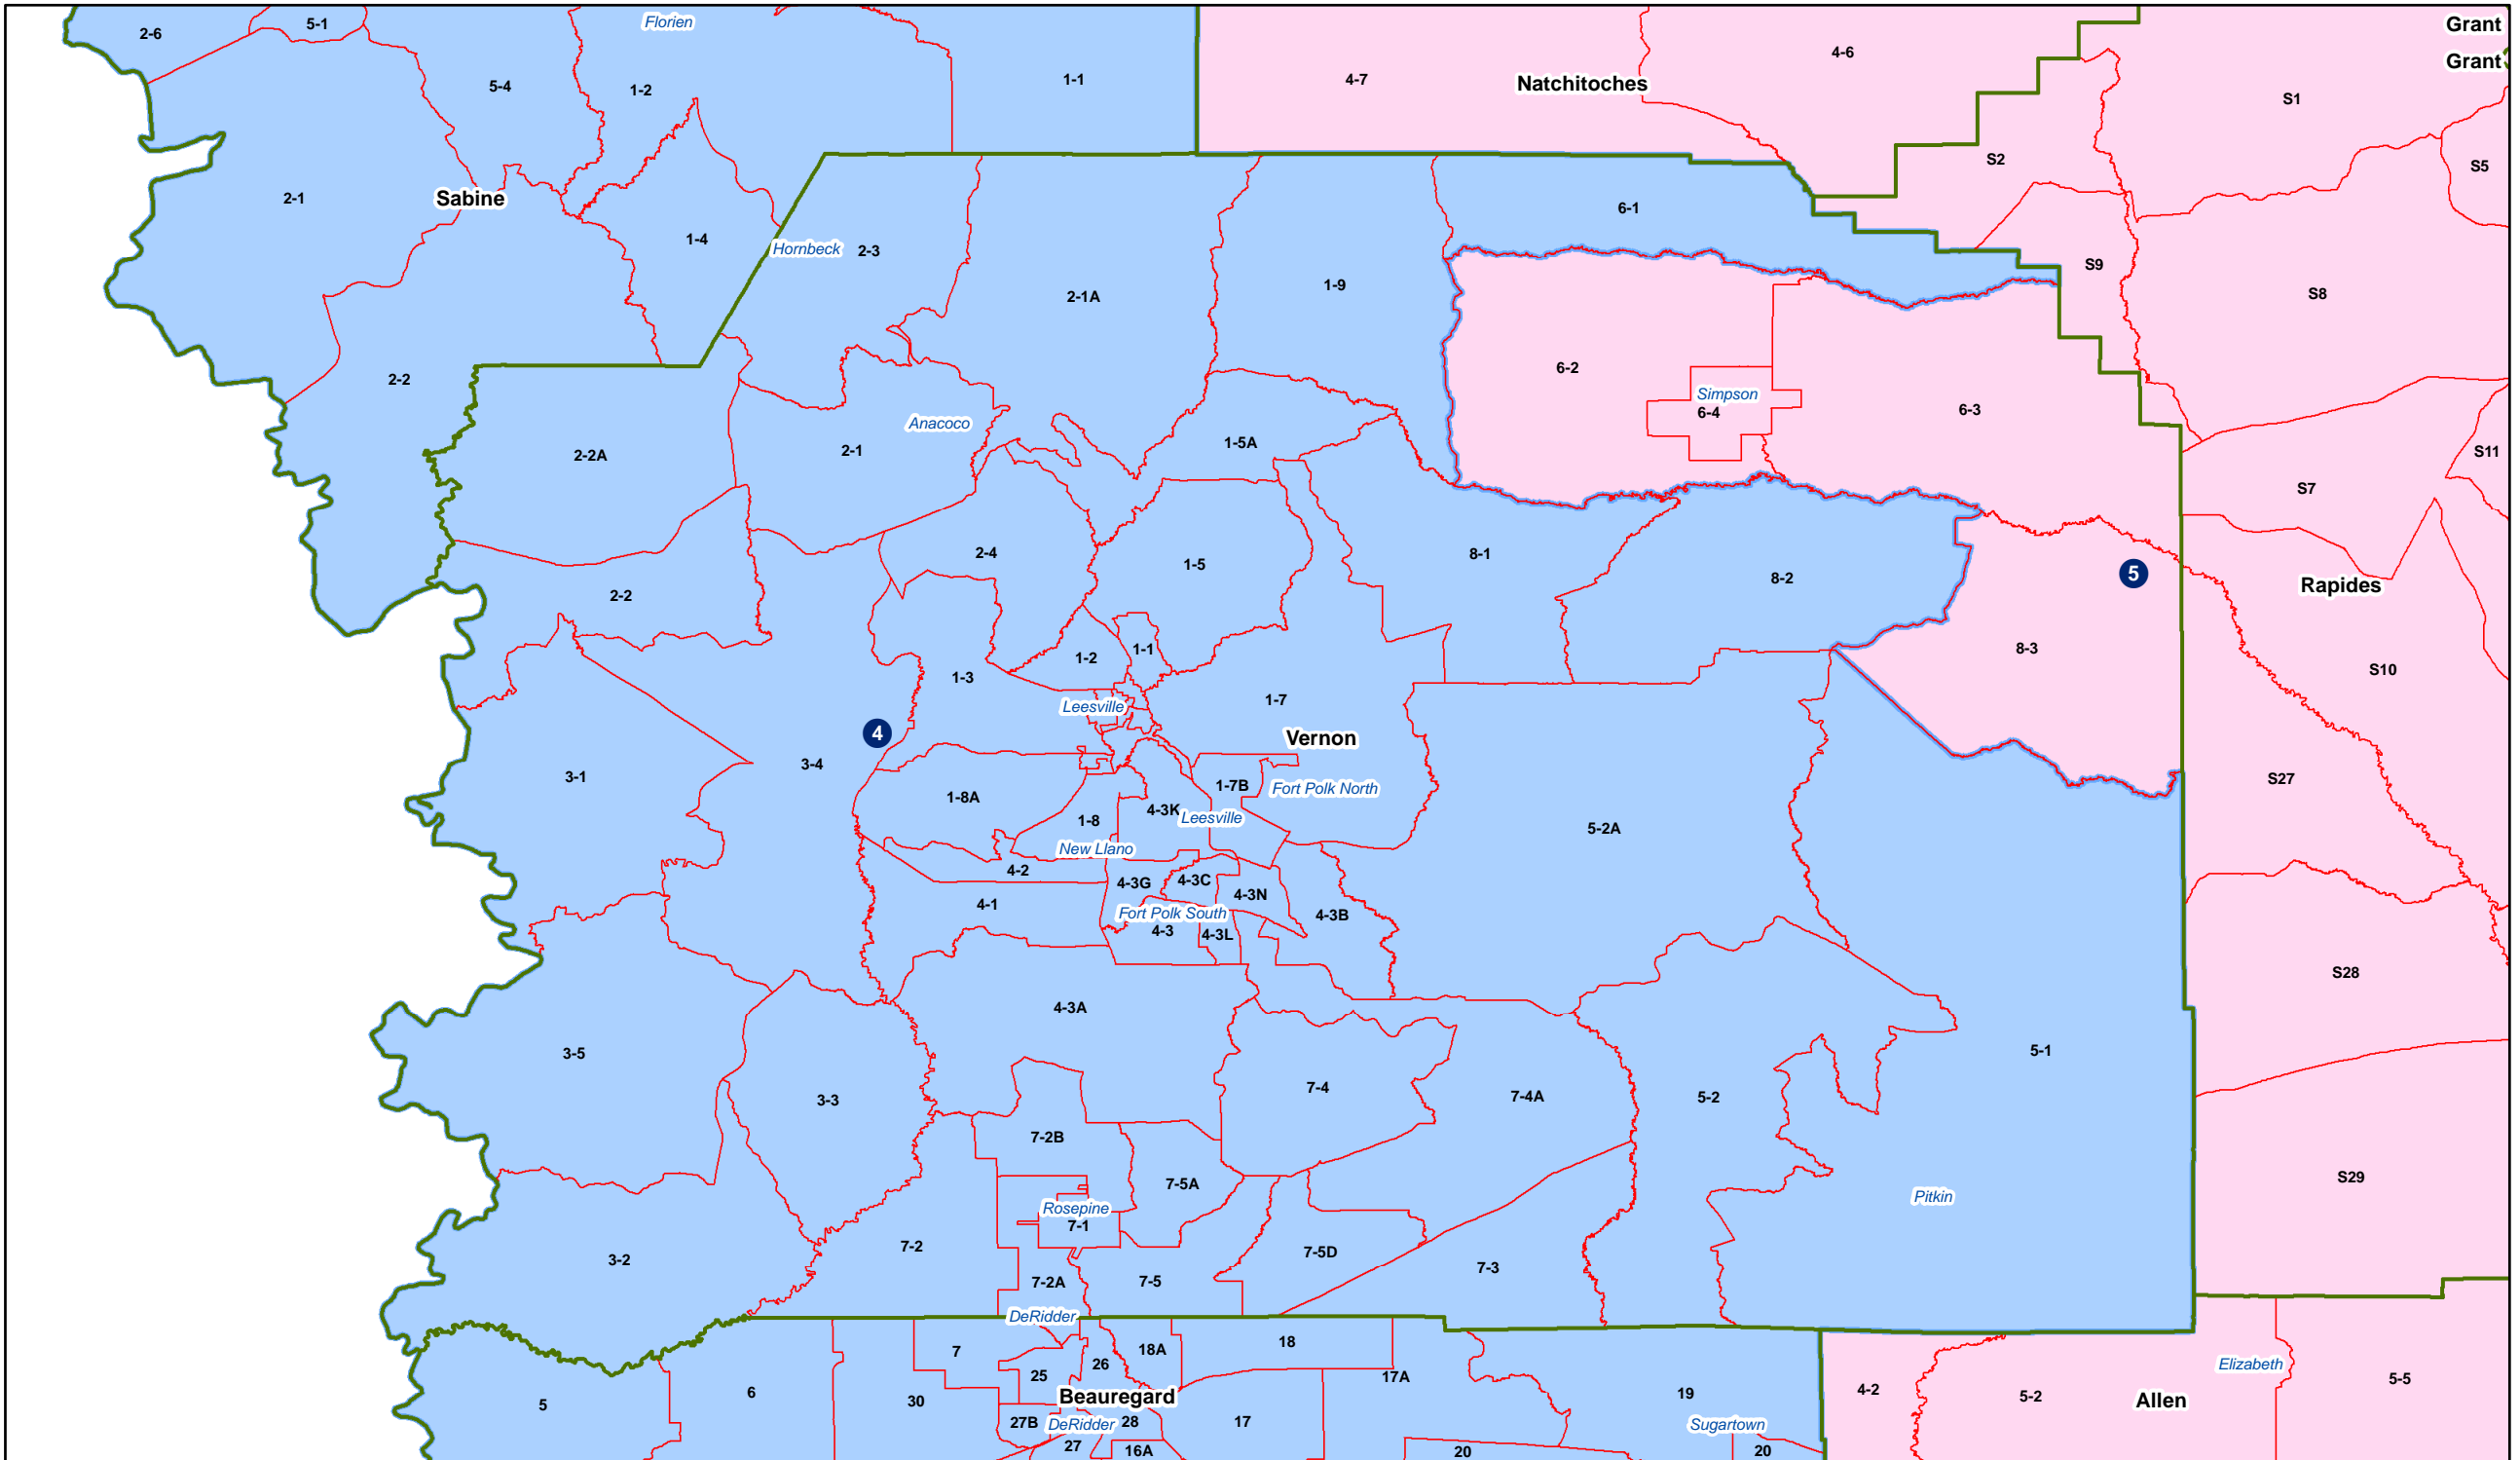 2-6
5-1
Florien
Grant
4-6
Grant
5-4
1-2
1-1
4-7
Natchitoches
S1
S2
S5
2-1
Sabine
6-1
1-4
Hornbeck
2-3
S9
2-1A
1-9
S8
6-2
2-2
Simpson
6-4
6-3
Anacoco
2-2A
2-1
1-5A
S11
S7
2-4
1-5
8-1
8-2
5
Rapides
2-2
1-2
1-1
8-3
S10
1-3
Leesville
1-7
4
Vernon
3-1
3-4
S27
1-8A
1-7B
Fort Polk North
4-3K
Leesville
1-8
5-2A
New Llano
4-2
4-3G
4-3C
4-3N
4-1
Fort Polk South
4-3B
4-3
4-3L
S28
4-3A
3-5
5-1
7-4
7-4A
5-2
3-3
7-2B
7-5A
S29
Pitkin
Rosepine
7-1
7-2
7-5D
3-2
7-3
7-2A
7-5
DeRidder
7
18A
18
26
25
Elizabeth
17A
5-5
6
Beauregard
4-2
5-2
Allen
19
5
30
27B
DeRidder
28
17
Sugartown
27
16A
20
20